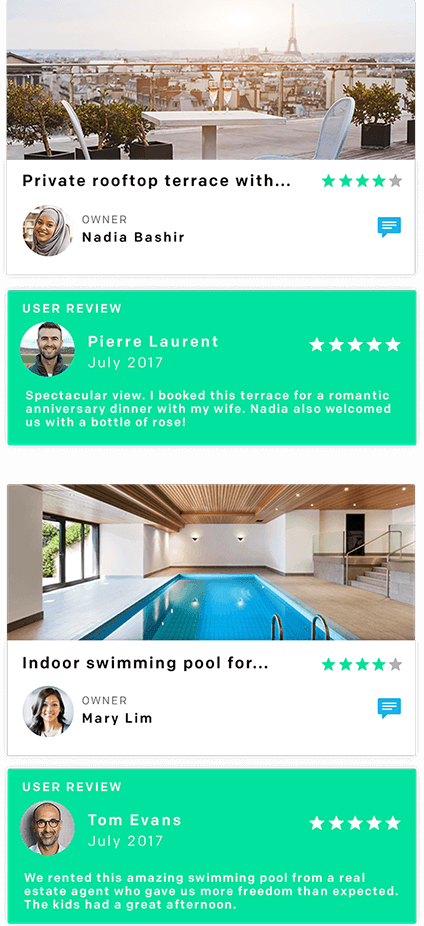 Private rooftop terrace with...
OWNER
Nadia Bashir
USER REVIEW
Pierre Laurent
July 2017
Spectacular view. I booked this terrace for a romantic
anniversary dinner with my wife. Nadia also welcomed
us with a bottle of rose!
Indoor swimming pool for...
OWNER
Mary Lim
USER REVIEW
Tom Evans
July 2017
We rented this amazing swimming pool from a real
estate agent who gave us more freedom than expected.
The kids had a great afternoon.